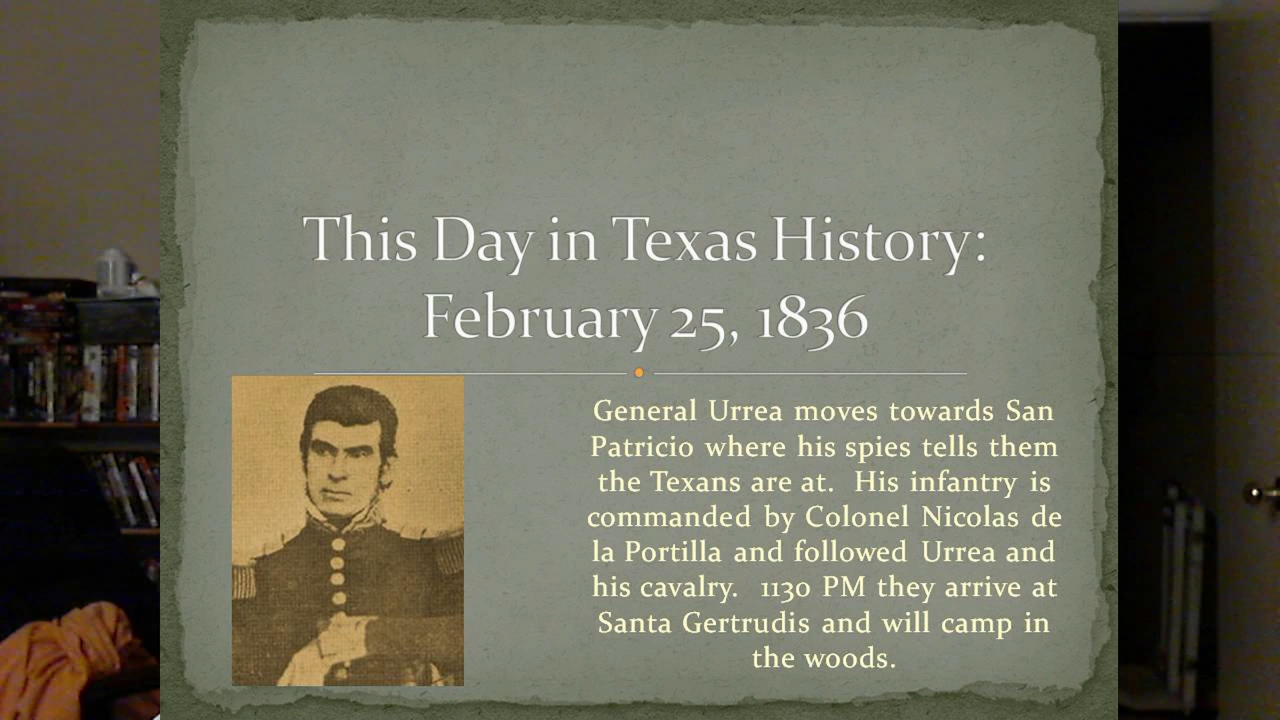 This Day in Texas History:
February 25, 1836
General Urrea moves towards San
Patricio where his spies tells them
the Texans are at.  His infantry is
commanded by Colonel Nicolas de
la Portilla and followed Urrea and
his cavalry.  1130 PM they arrive at
Santa Gertrudis and will camp in
the woods.